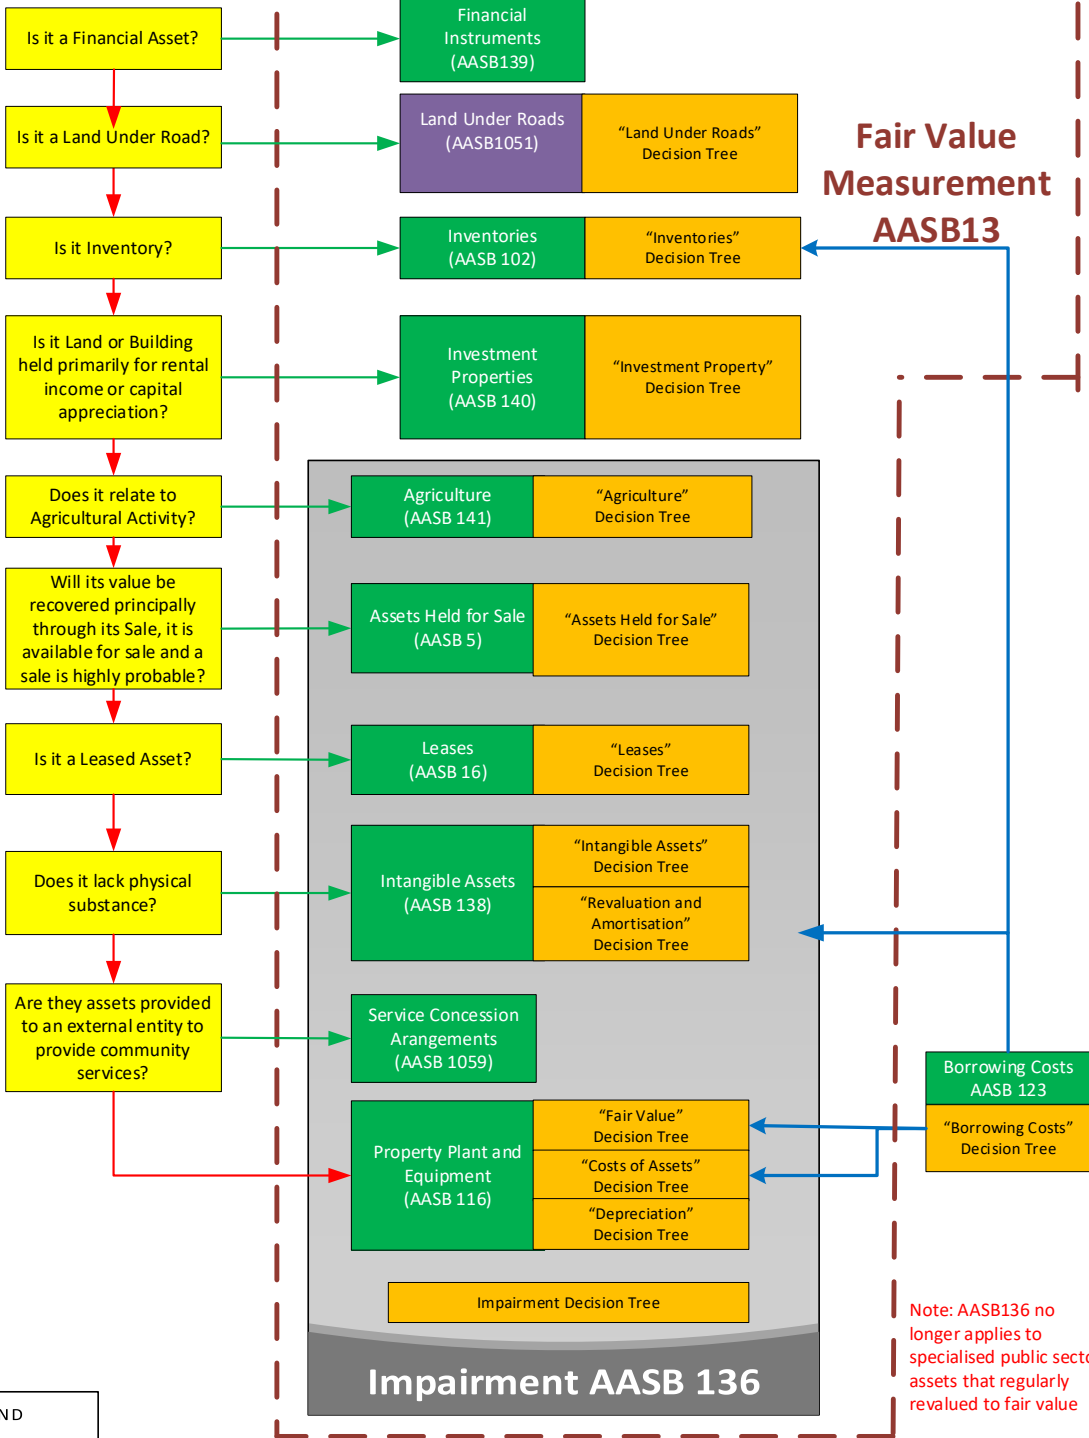 Is it a Financial Asset?
Financial
Instruments
(AASB139)
Is it a Land Under Road?
Land Under Roads
(AASB1051)
“Land Under Roads”
Decision Tree
Fair Value
Measurement
AASB13
Is it Inventory?
Inventories
(AASB 102)
“Inventories”
Decision Tree
Is it Land or Building
held primarily for rental
income or capital
appreciation?
Investment
Properties
(AASB 140)
“Investment Property”
Decision Tree
Does it relate to
Agricultural Activity?
Agriculture
(AASB 141)
“Agriculture”
Decision Tree
Will its value be
recovered principally
through its Sale, it is
available for sale and a
sale is highly probable?
Assets Held for Sale
(AASB 5)
“Assets Held for Sale”
Decision Tree
Is it a Leased Asset?
Leases
(AASB 16)
“Leases”
Decision Tree
Does it lack physical
substance?
Intangible Assets
(AASB 138)
“Intangible Assets”
Decision Tree
“Revaluation and
Amortisation”
Decision Tree
Are they assets provided
to an external entity to
provide community
services?
Service Concession
Arangements
(AASB 1059)
Borrowing Costs
AASB 123
“Borrowing Costs”
Decision Tree
Property Plant and
Equipment
(AASB 116)
“Fair Value”
Decision Tree
“Costs of Assets”
Decision Tree
“Depreciation”
Decision Tree
Impairment Decision Tree
Impairment AASB 136
Note: AASB136 no
longer applies to
specialised public secto
assets that regularly
revalued to fair value
ND